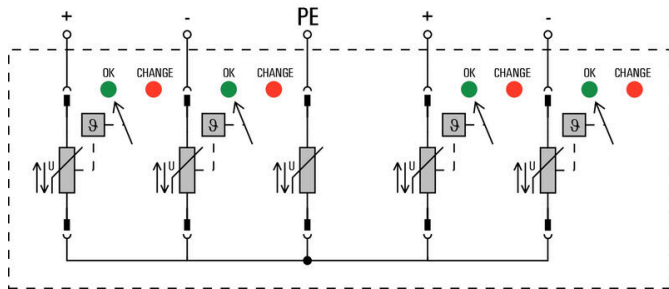 + - PE + -
OK CHANGE OK CHANGE OK CHANGE OK CHANGE
ϑ ϑ ϑ ϑ
U U U U U